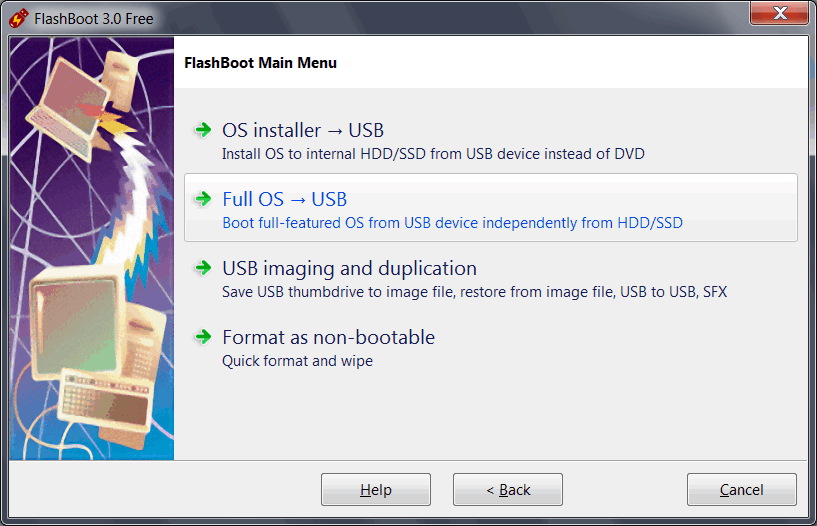 FlashBoot 3.0 Free
FlashBoot Main Menu
OS installer → USB
Install OS to internal HDD/SSD from USB device instead of DVD
Full OS → USB
Boot full-featured OS from USB device independently from HDD/SSD
USB imaging and duplication
Save USB thumbdrive to image file, restore from image file, USB to USB, SFX
Format as non-bootable
Quick format and wipe
Help
< Back
Cancel